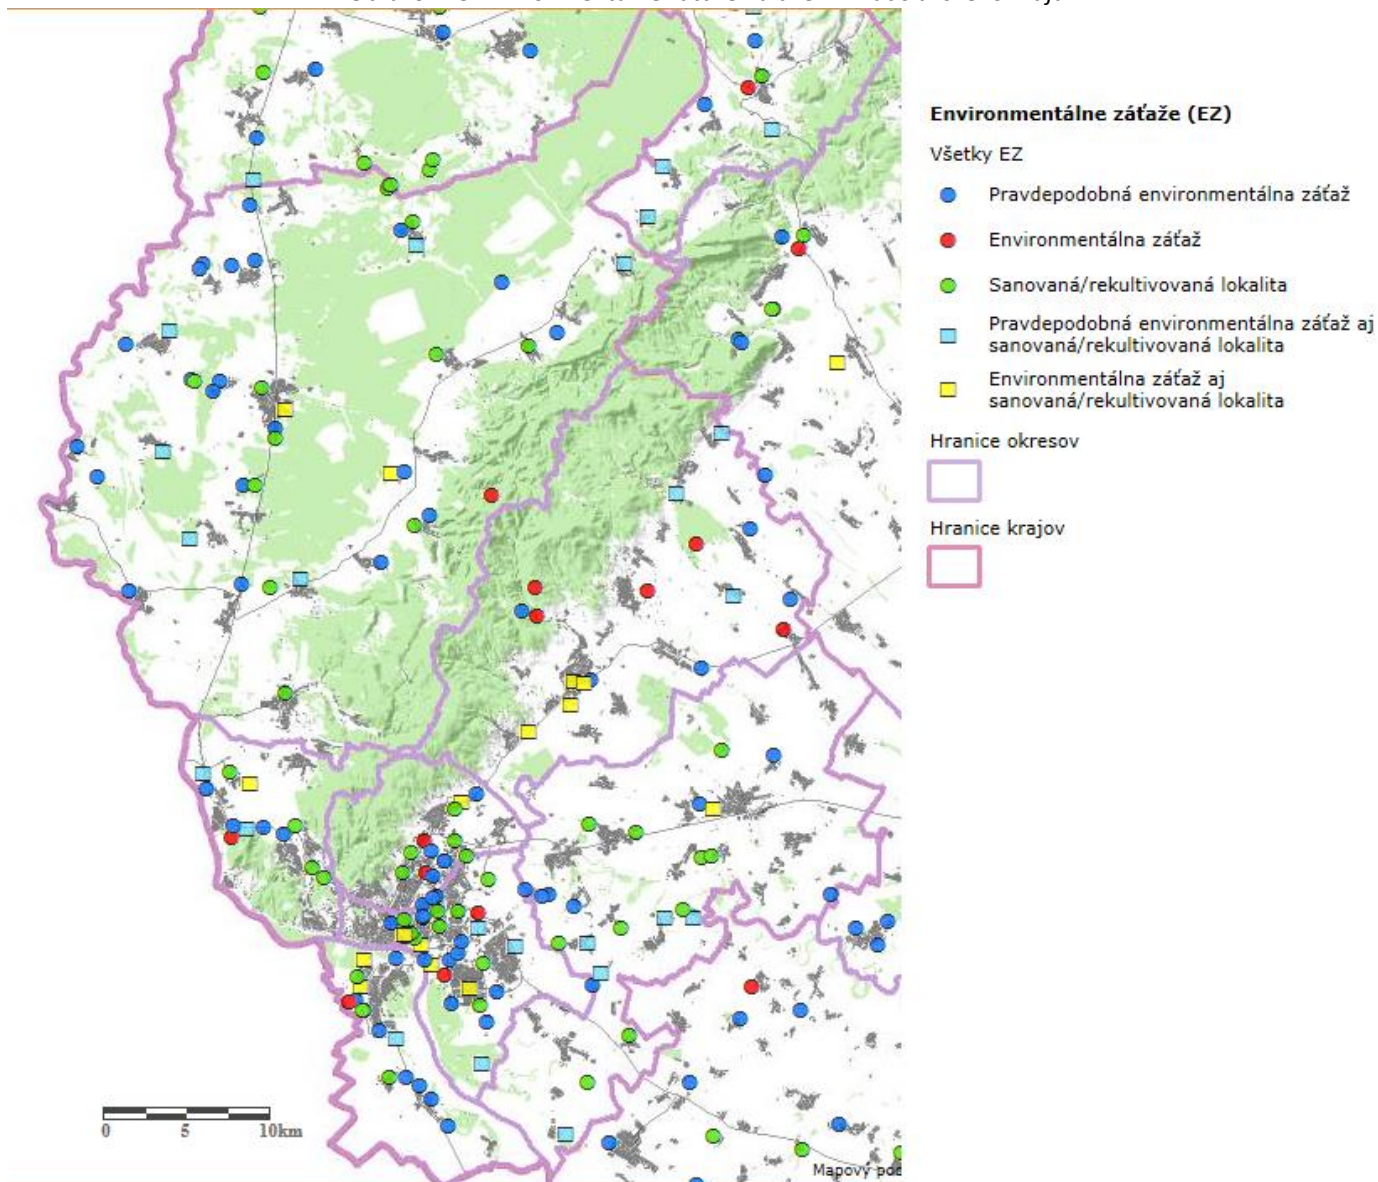 Environmentálne záťaže (EZ)
Všetky EZ
Pravdepodobná environmentálna záťaž
Environmentálna záťaž
Sanovaná/rekultivovaná lokalita
Pravdepodobná environmentálna záťaž aj
sanovaná/rekultivovaná lokalita
Environmentálna záťaž aj
sanovaná/rekultivovaná lokalita
Hranice okresov
Hranice krajov
0 5 10km
Mapový